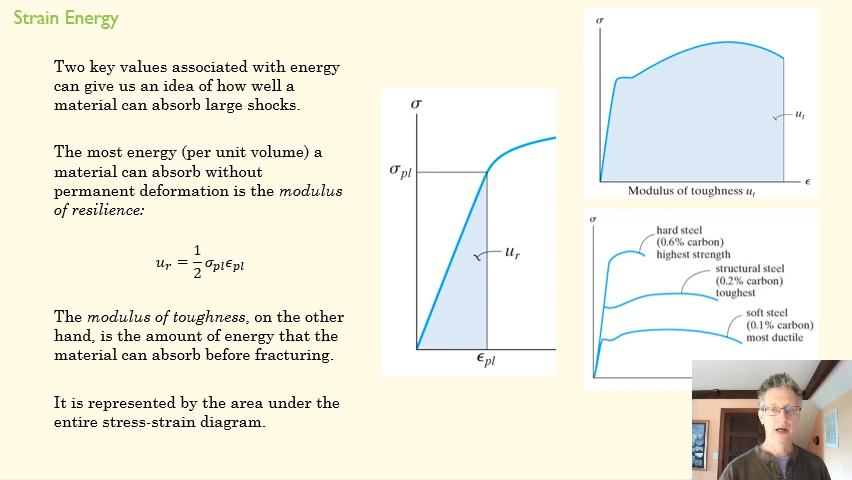 Strain Energy
Two key values associated with energy
can give us an idea of how well a
material can absorb large shocks.
The most energy (per unit volume) a
material can absorb without
permanent deformation is the modulus
of resilience:
u_r = 1/2 σ_pl ϵ_pl
The modulus of toughness, on the other
hand, is the amount of energy that the
material can absorb before fracturing.
It is represented by the area under the
entire stress-strain diagram.
σ
σ_pl
u_r
ϵ_pl
σ
u_t
ϵ
Modulus of toughness u_t
σ
hard steel
(0.6% carbon)
highest strength
structural steel
(0.2% carbon)
toughest
soft steel
(0.1% carbon)
most ductile